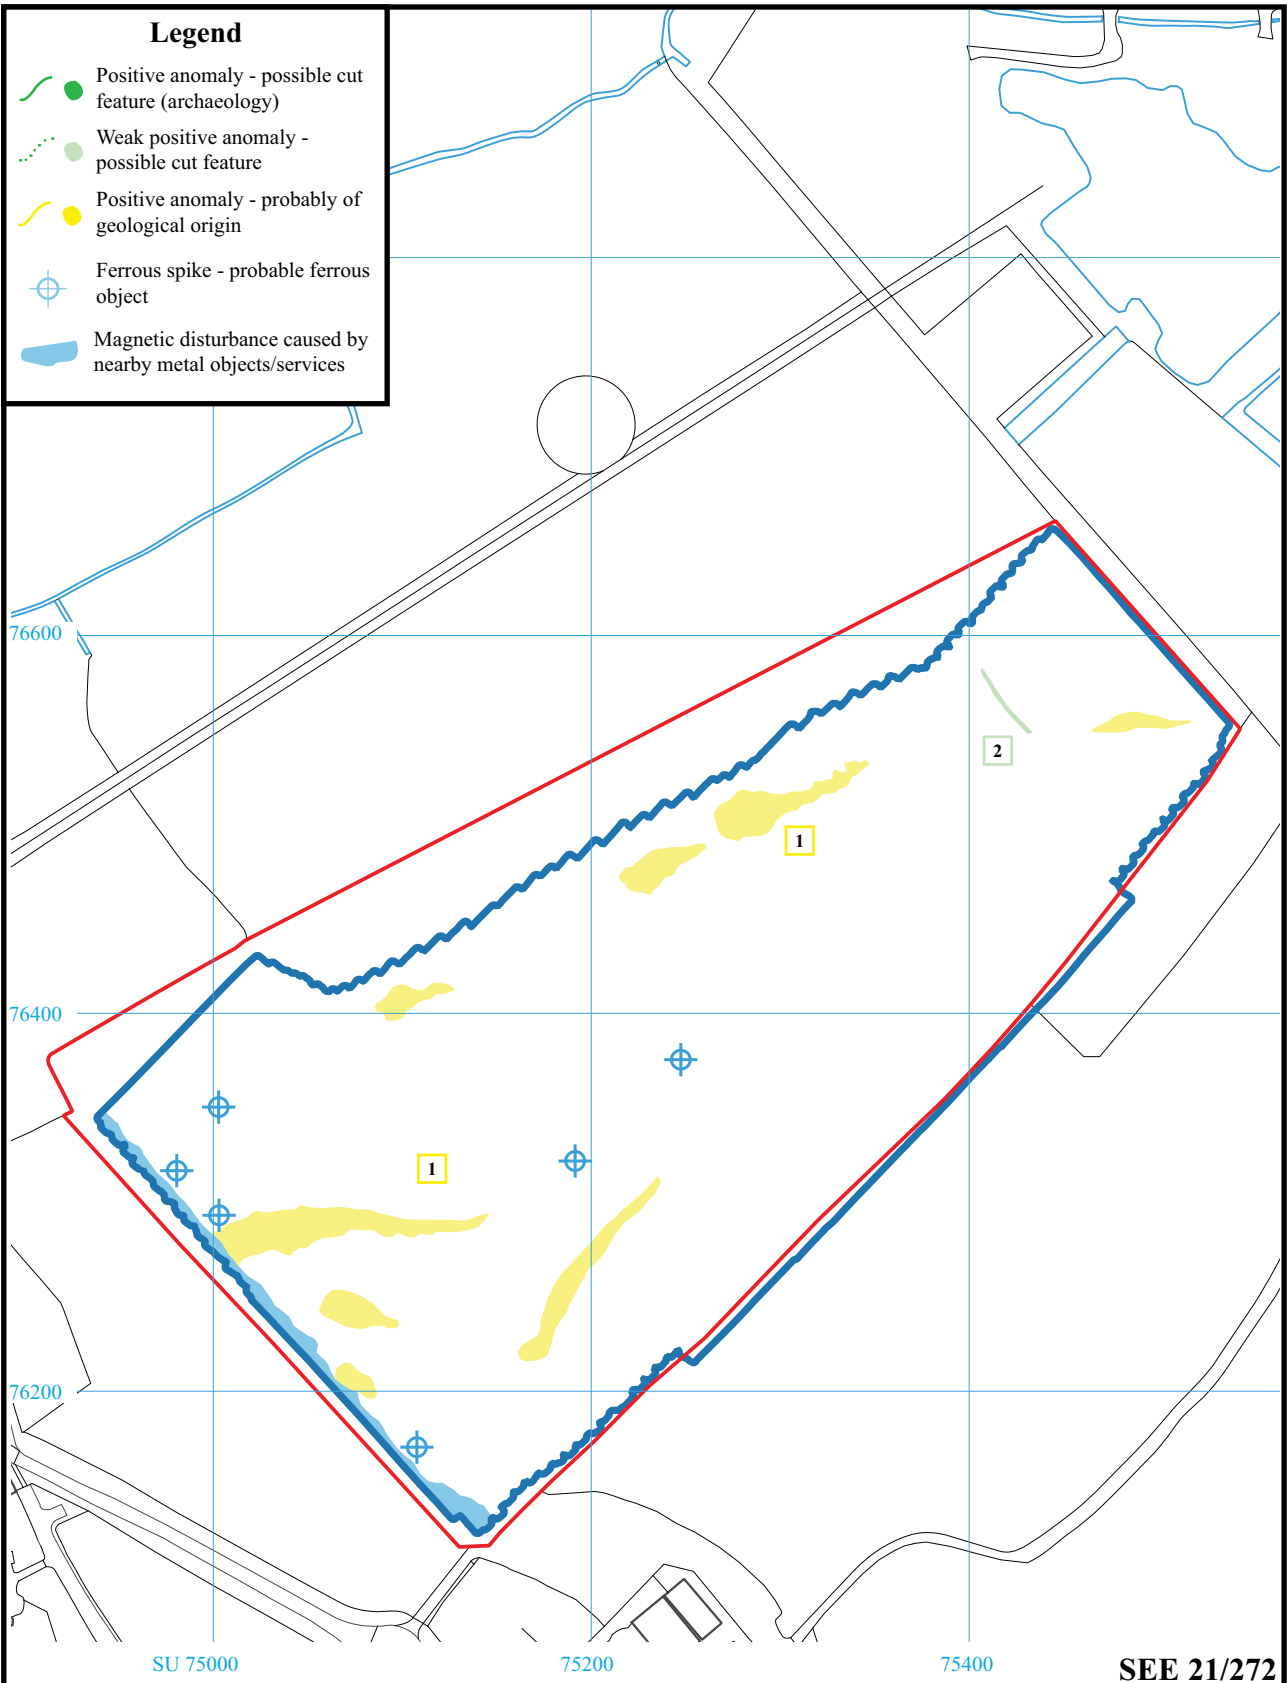 Legend
Positive anomaly - possible cut
feature (archaeology)
Weak positive anomaly -
possible cut feature
Positive anomaly - probably of
geological origin
Ferrous spike - probable ferrous
object
Magnetic disturbance caused by
nearby metal objects/services
76600
2
1
76400
1
76200
SU 75000
75200
75400
SEE 21/272